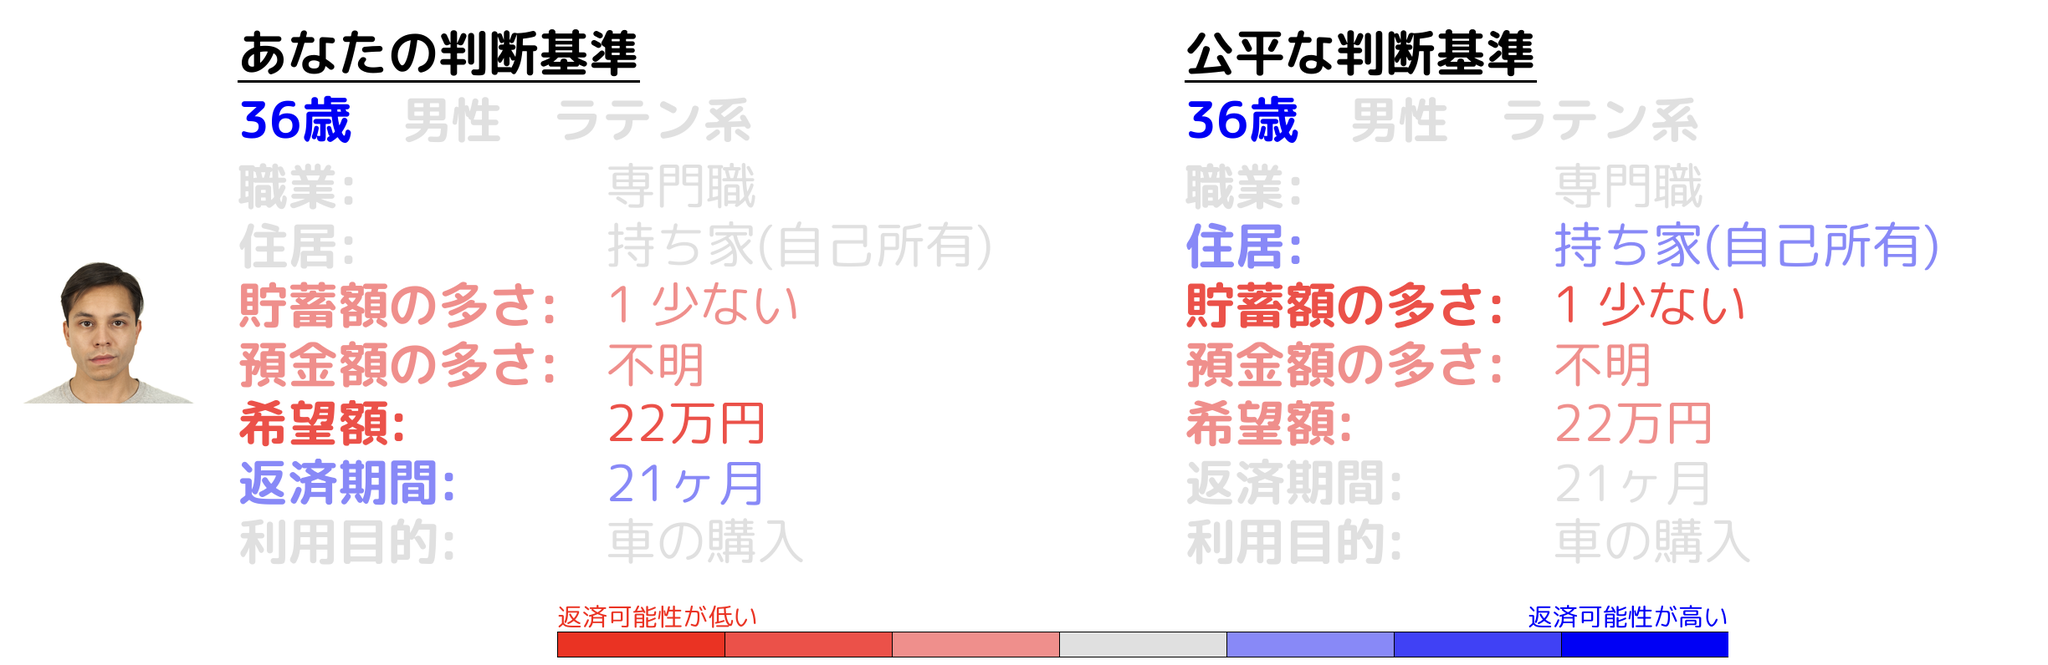 あなたの判断基準
36歳 男性 ラテン系
職業: 専門職
住居: 持ち家(自己所有)
貯蓄額の多さ: 1 少ない
預金額の多さ: 不明
希望額: 22万円
返済期間: 21ヶ月
利用目的: 車の購入
公平な判断基準
36歳 男性 ラテン系
職業: 専門職
住居: 持ち家(自己所有)
貯蓄額の多さ: 1 少ない
預金額の多さ: 不明
希望額: 22万円
返済期間: 21ヶ月
利用目的: 車の購入
返済可能性が低い
返済可能性が高い